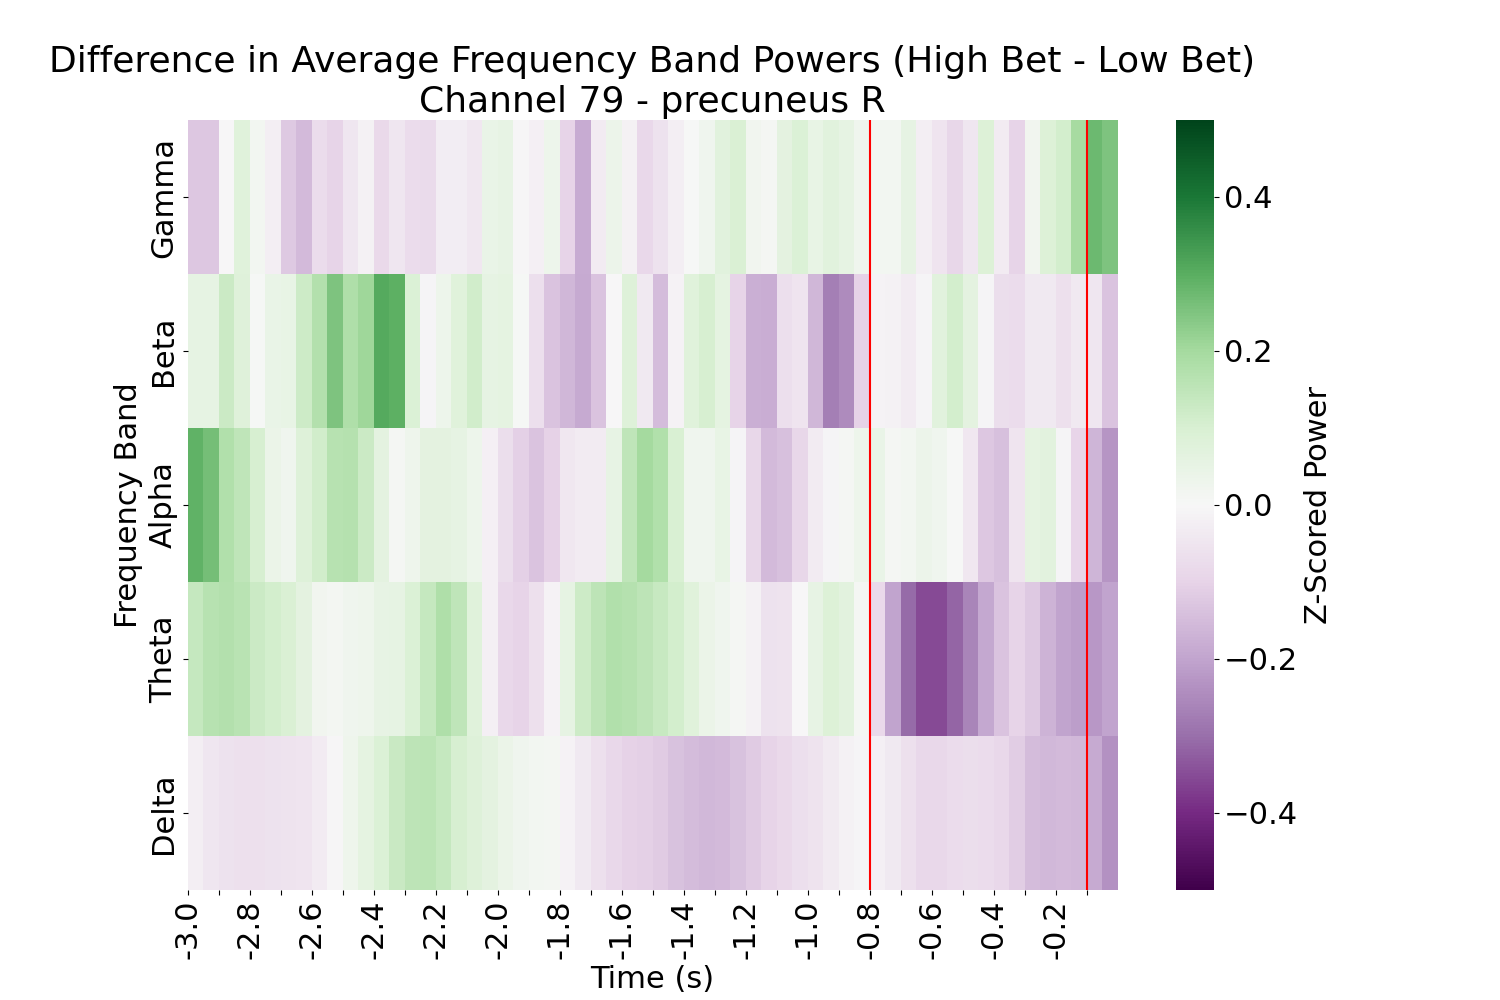 Difference in Average Frequency Band Powers (High Bet - Low Bet)
Channel 79 - precuneus R
Frequency Band
Gamma
Beta
Alpha
Theta
Delta
-3.0
-2.8
-2.6
-2.4
-2.2
-2.0
-1.8
-1.6
-1.4
-1.2
-1.0
-0.8
-0.6
-0.4
-0.2
Time (s)
0.4
0.2
0.0
−0.2
−0.4
Z-Scored Power